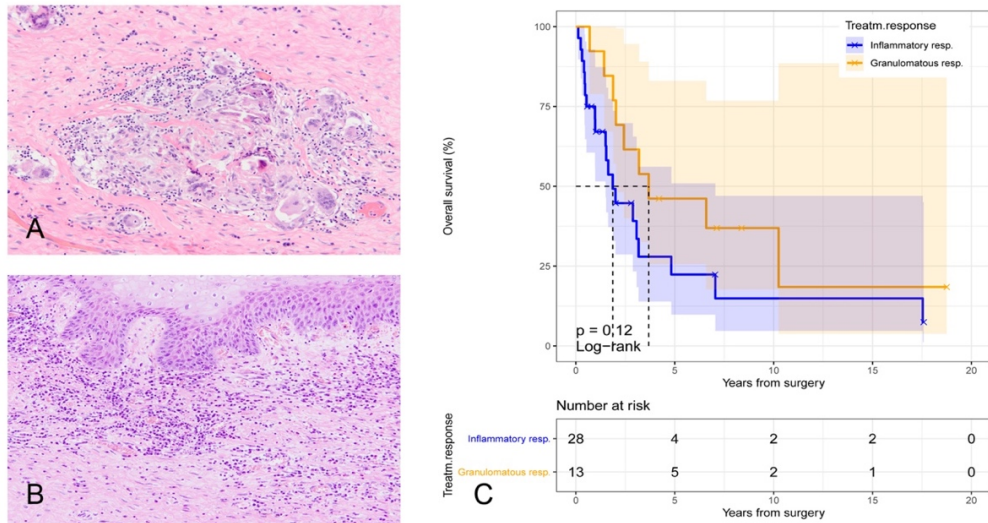 A
B
C
Treatm.response
Inflammatory resp.
Granulomatous resp.
Overall survival (%)
100
75
50
25
0
p = 0.12
Log-rank
0 5 10 15 20
Years from surgery
Number at risk
Treatm.response
Inflammatory resp. 28 4 2 2 0
Granulomatous resp. 13 5 2 1 0
0 5 10 15 20
Years from surgery